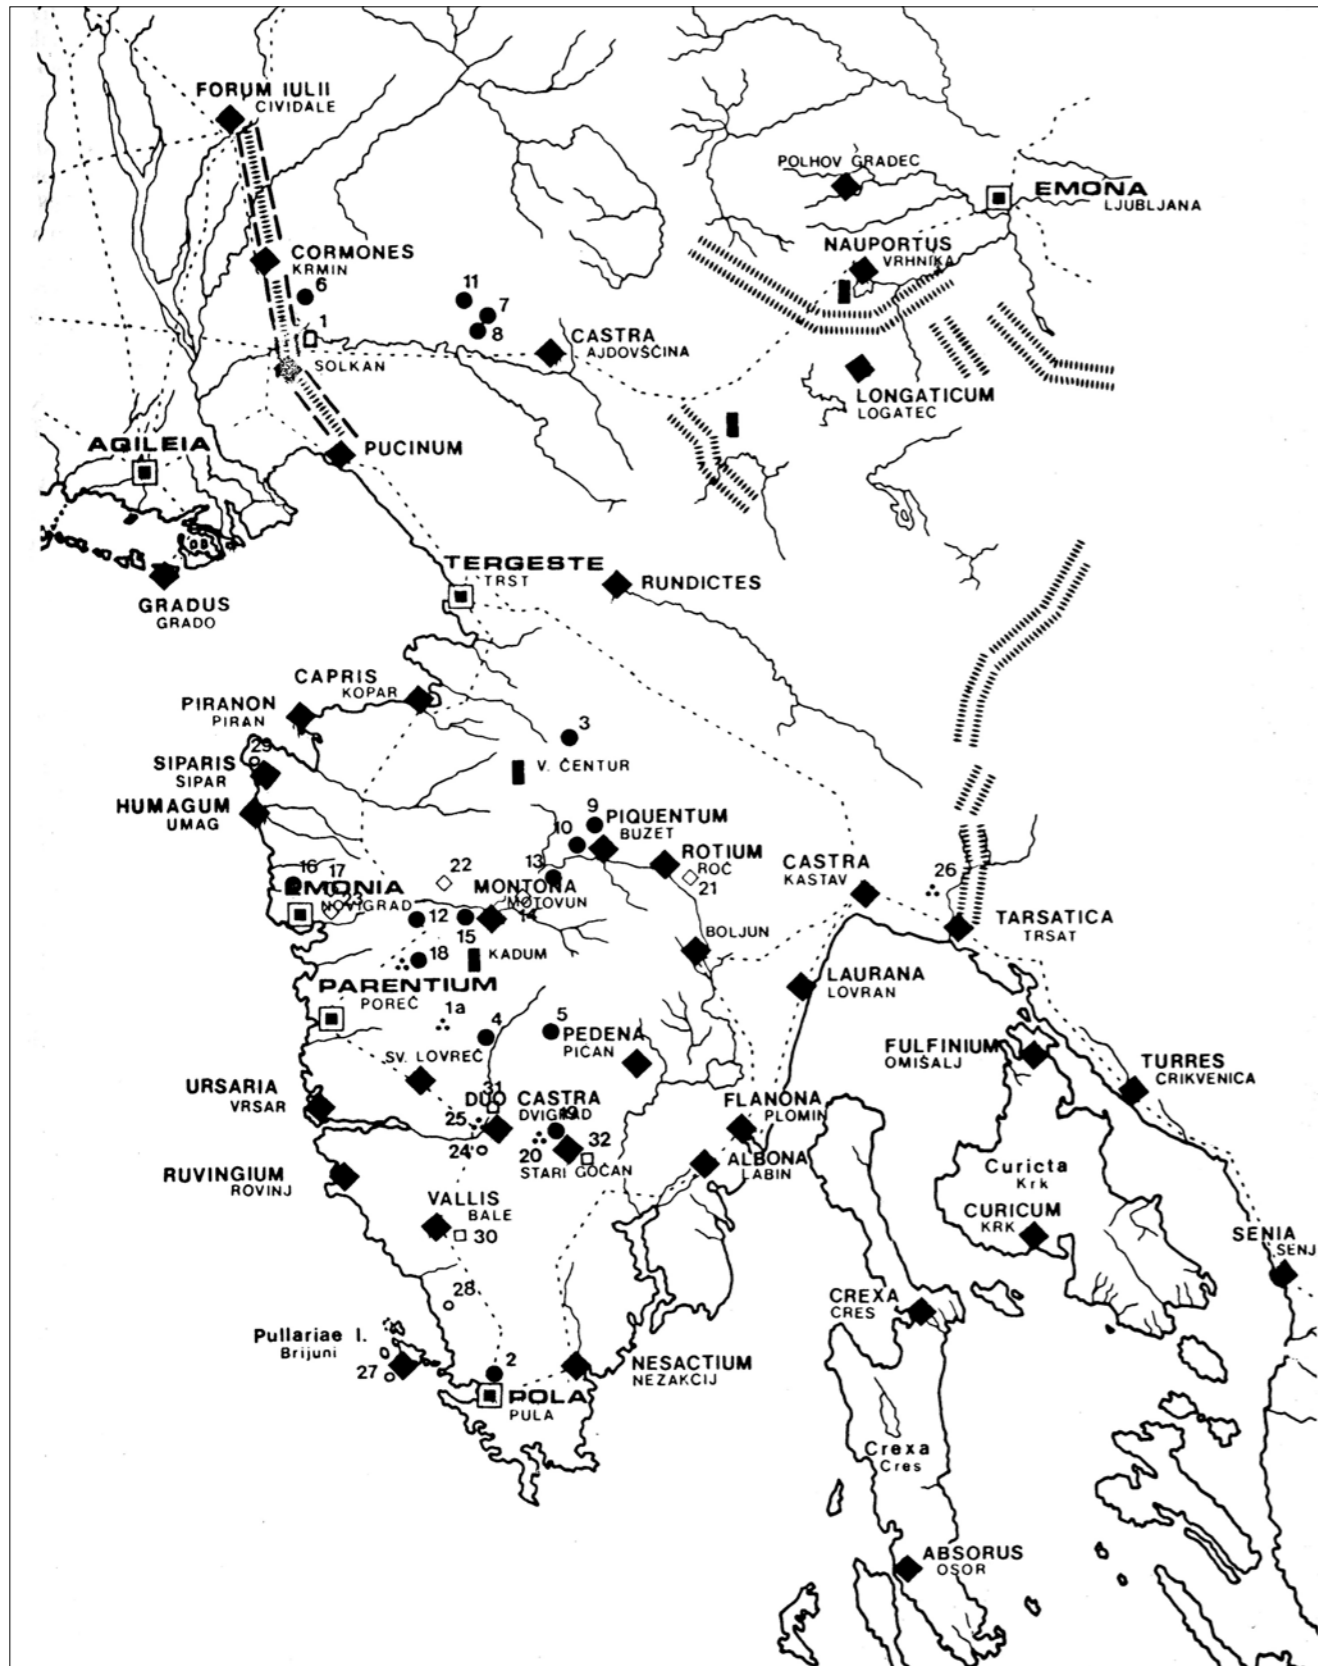 FORUM IULII
CIVIDALE
POLHOV GRADEC
EMONA
LJUBLJANA
CORMONES
KRMIN
NAUPORTUS
VRHNIKA
6
11
7
8
1
CASTRA
AJDOVŠČINA
SOLKAN
LONGATICUM
LOGATEC
AQILEIA
PUCINUM
TERGESTE
TRST
RUNDICTES
GRADUS
GRADO
CAPRIS
KOPAR
PIRANON
PIRAN
3
29
SIPARIS
SIPAR
V. ČENTUR
HUMAGUM
UMAG
9
PIQUENTUM
BUZET
10
ROTIUM
ROČ
13
21
CASTRA
KASTAV
26
16
17
22
EMONIA
NOVIGRAD
23
MONTONA
MOTOVUN
12
14
15
TARSATICA
TRSAT
BOLJUN
18
KADUM
PARENTIUM
POREČ
LAURANA
LOVRAN
1a
4
5
PEDENA
PIČAN
FULFINIUM
OMIŠALJ
SV. LOVREČ
TURRES
CRIKVENICA
URSARIA
VRSAR
31
DUO CASTRA
DVIGRAD
19
25
24
20
32
STARI GOČAN
FLANONA
PLOMIN
ALBONA
LABIN
RUVINGIUM
ROVINJ
Curicta
Krk
VALLIS
BALE
30
CURICUM
KRK
SENIA
SENJ
28
CREXA
CRES
Pullariae I.
Brijuni
27
2
NESACTIUM
NEZAKCIJ
POLA
PULA
Crexa
Cres
ABSORUS
OSOR